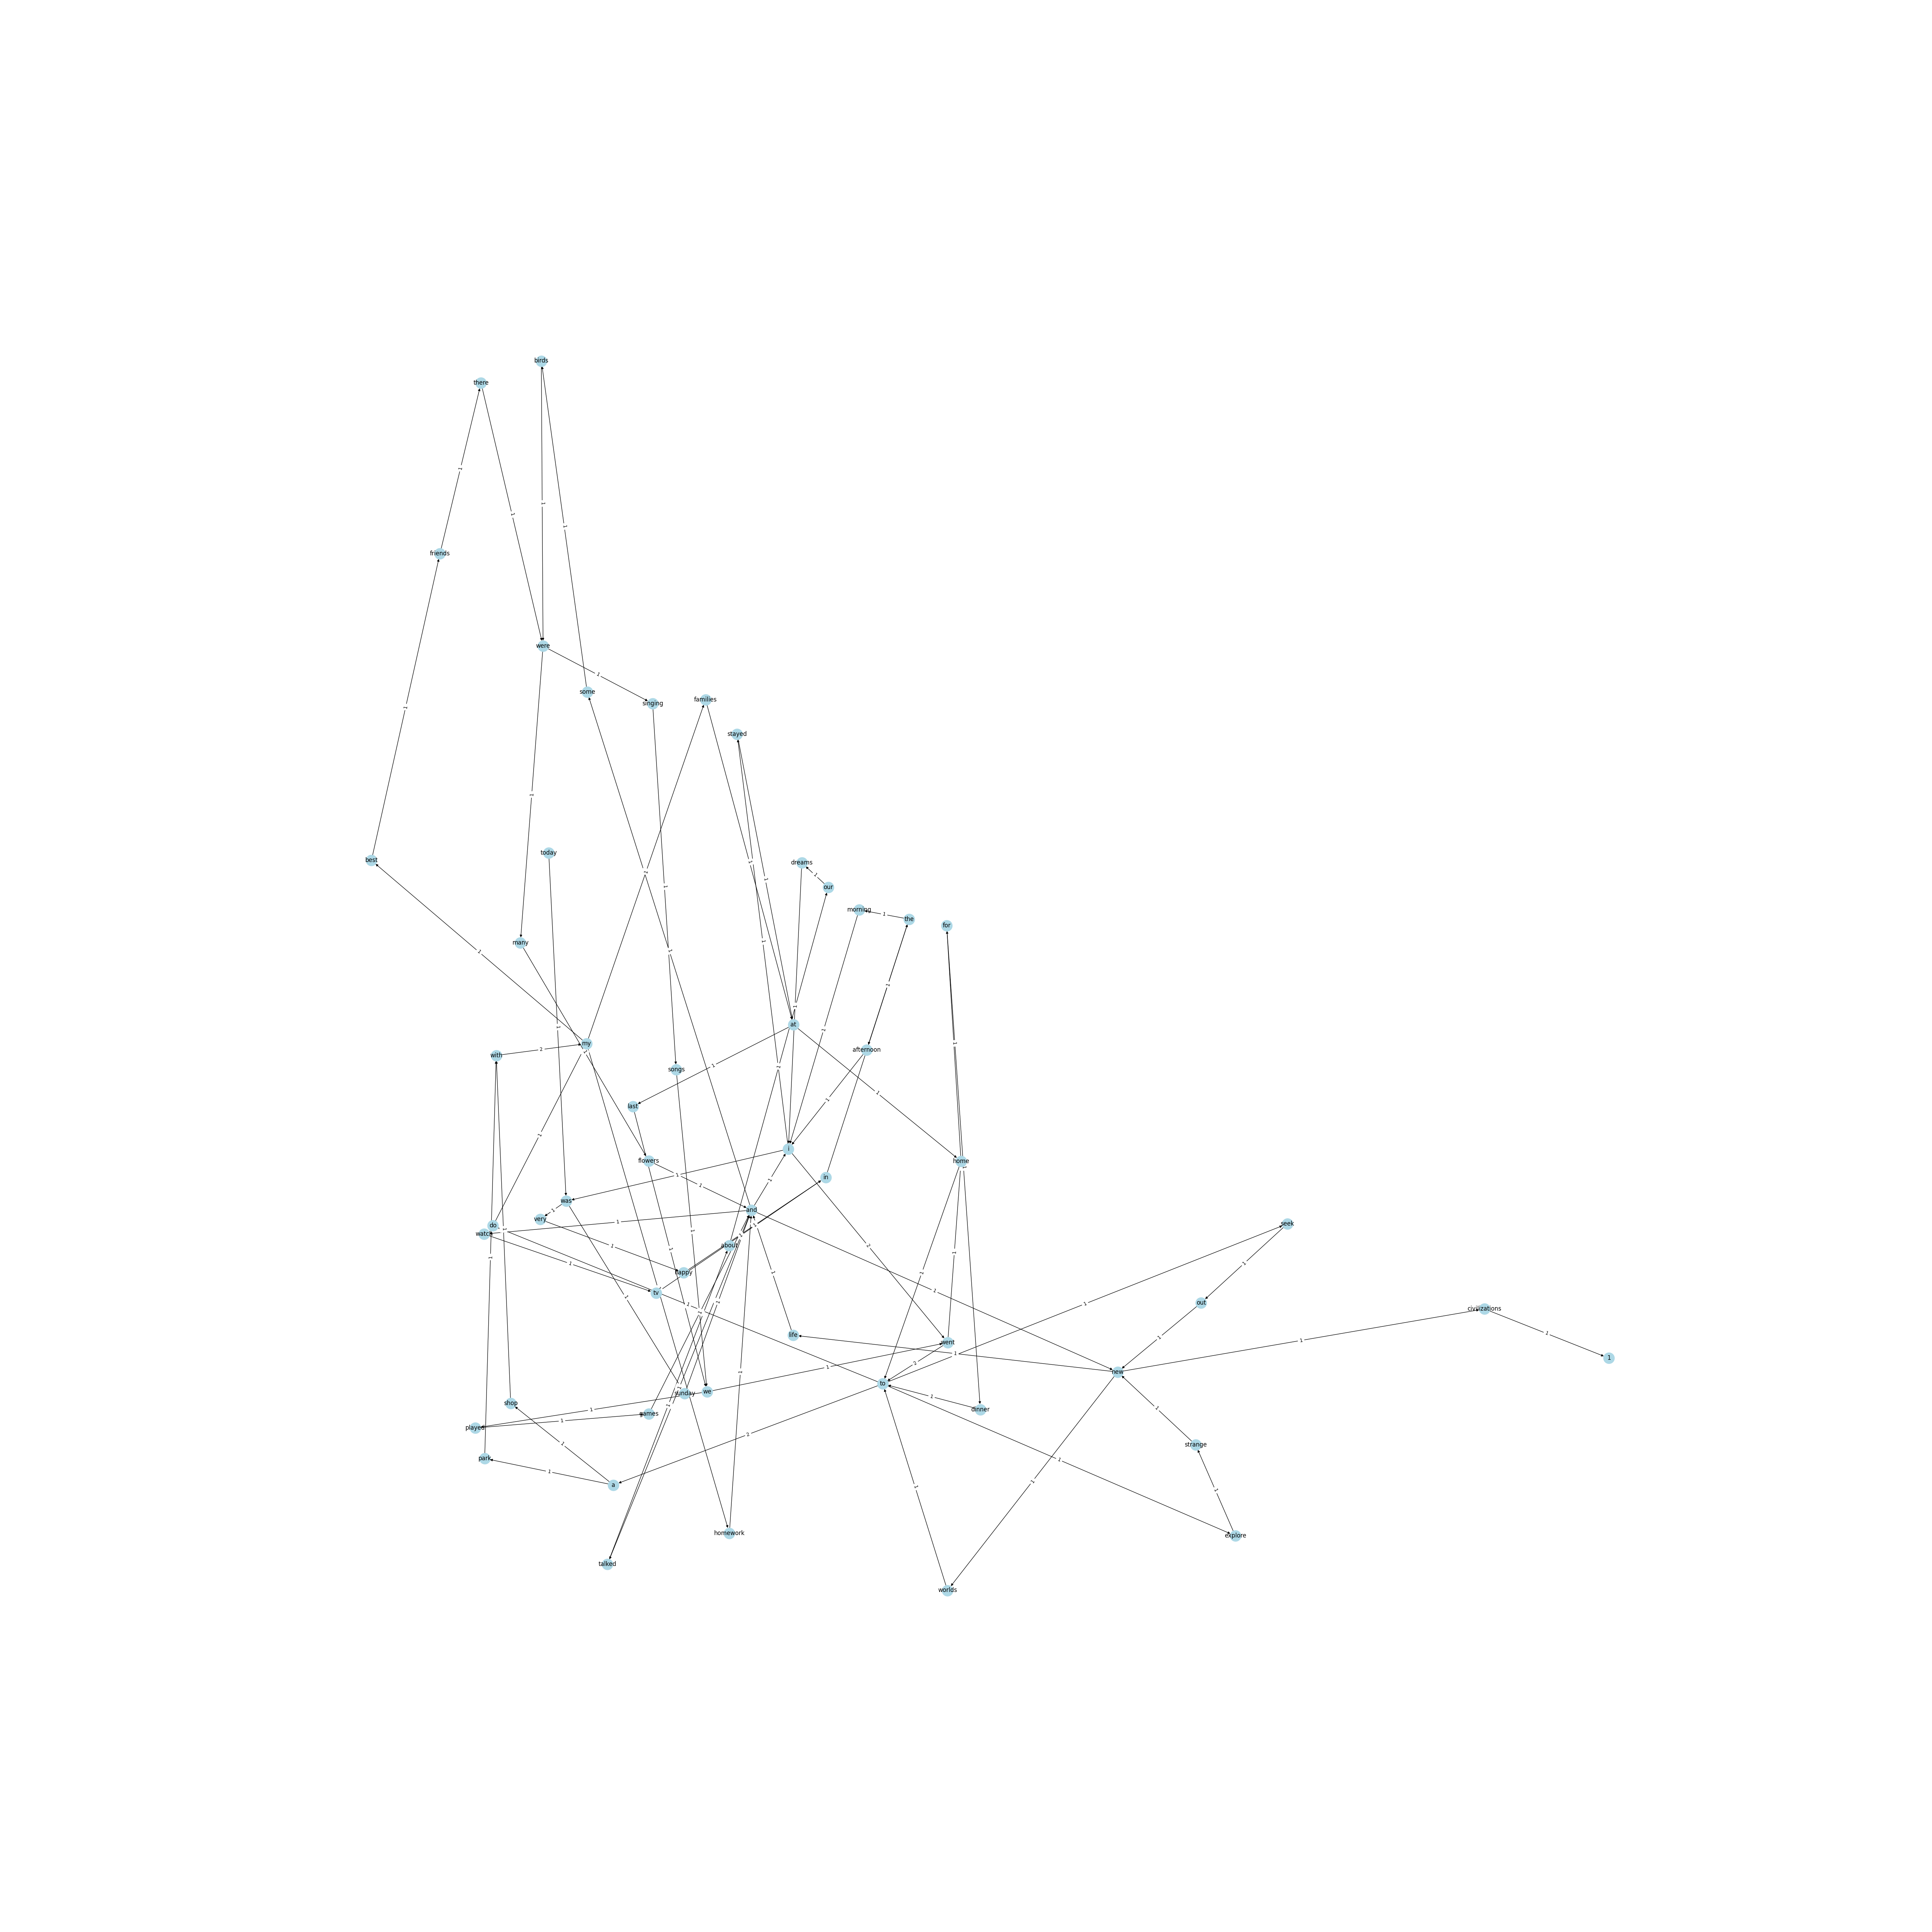 birds
there
friends
were
some
singing
families
stayed
today
best
dreams
our
morning
the
for
many
at
my
afternoon
with
songs
last
i
flowers
home
in
was
and
very
do
seek
watch
about
happy
tv
out
civilizations
life
went
1
new
to
we
sunday
shop
dinner
games
played
strange
park
a
homework
explore
talked
worlds